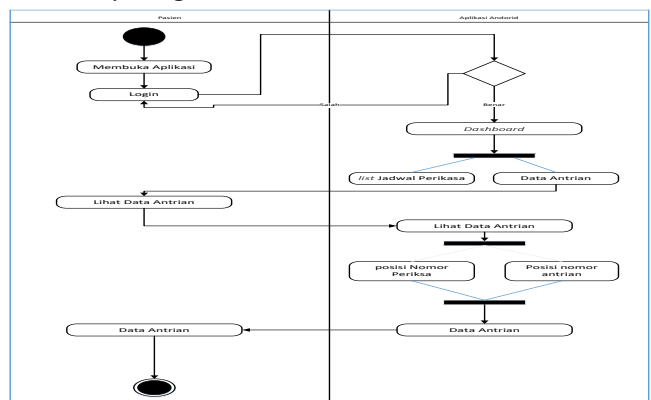 Pasien
Aplikasi Andorid
Membuka Aplikasi
Login
Salah
Benar
Dashboard
list Jadwal Perikasa
Data Antrian
Lihat Data Antrian
Lihat Data Antrian
posisi Nomor
Periksa
Posisi nomor
antrian
Data Antrian
Data Antrian